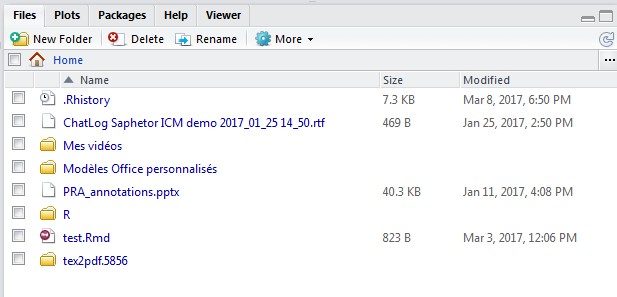 Files Plots Packages Help Viewer
New Folder Delete Rename More
Home ...
Name Size Modified
.Rhistory 7.3 KB Mar 8, 2017, 6:50 PM
ChatLog Saphetor ICM demo 2017_01_25 14_50.rtf 469 B Jan 25, 2017, 2:50 PM
Mes vidéos
Modèles Office personnalisés
PRA_annotations.pptx 40.3 KB Jan 11, 2017, 4:08 PM
R
test.Rmd 823 B Mar 3, 2017, 12:06 PM
tex2pdf.5856